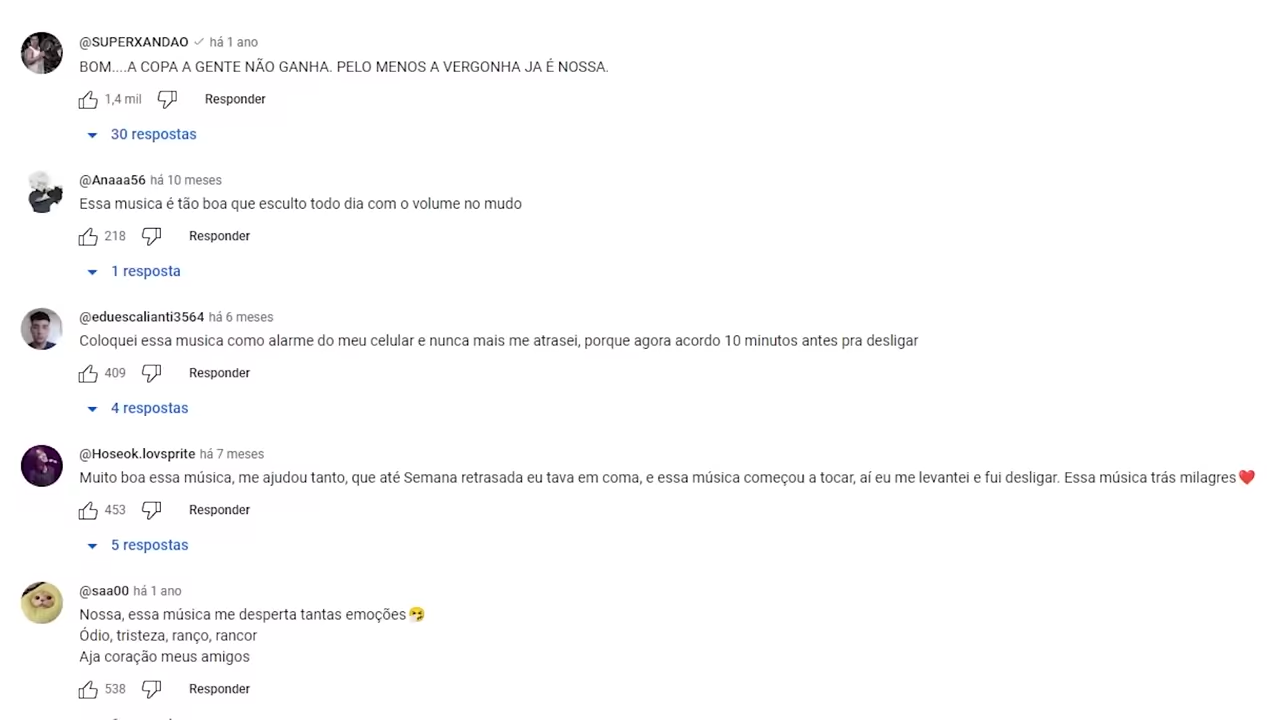 @SUPERXANDAO há 1 ano
BOM....A COPA A GENTE NÃO GANHA. PELO MENOS A VERGONHA JA É NOSSA.
1,4 mil Responder
30 respostas
@Anaaa56 há 10 meses
Essa musica é tão boa que esculto todo dia com o volume no mudo
218 Responder
1 resposta
@eduescalianti3564 há 6 meses
Coloquei essa musica como alarme do meu celular e nunca mais me atrasei, porque agora acordo 10 minutos antes pra desligar
409 Responder
4 respostas
@Hoseok.lovsprite há 7 meses
Muito boa essa música, me ajudou tanto, que até Semana retrasada eu tava em coma, e essa música começou a tocar, aí eu me levantei e fui desligar. Essa música trás milagres❤️
453 Responder
5 respostas
@saa00 há 1 ano
Nossa, essa música me desperta tantas emoções🤧
Ódio, tristeza, ranço, rancor
Aja coração meus amigos
538 Responder